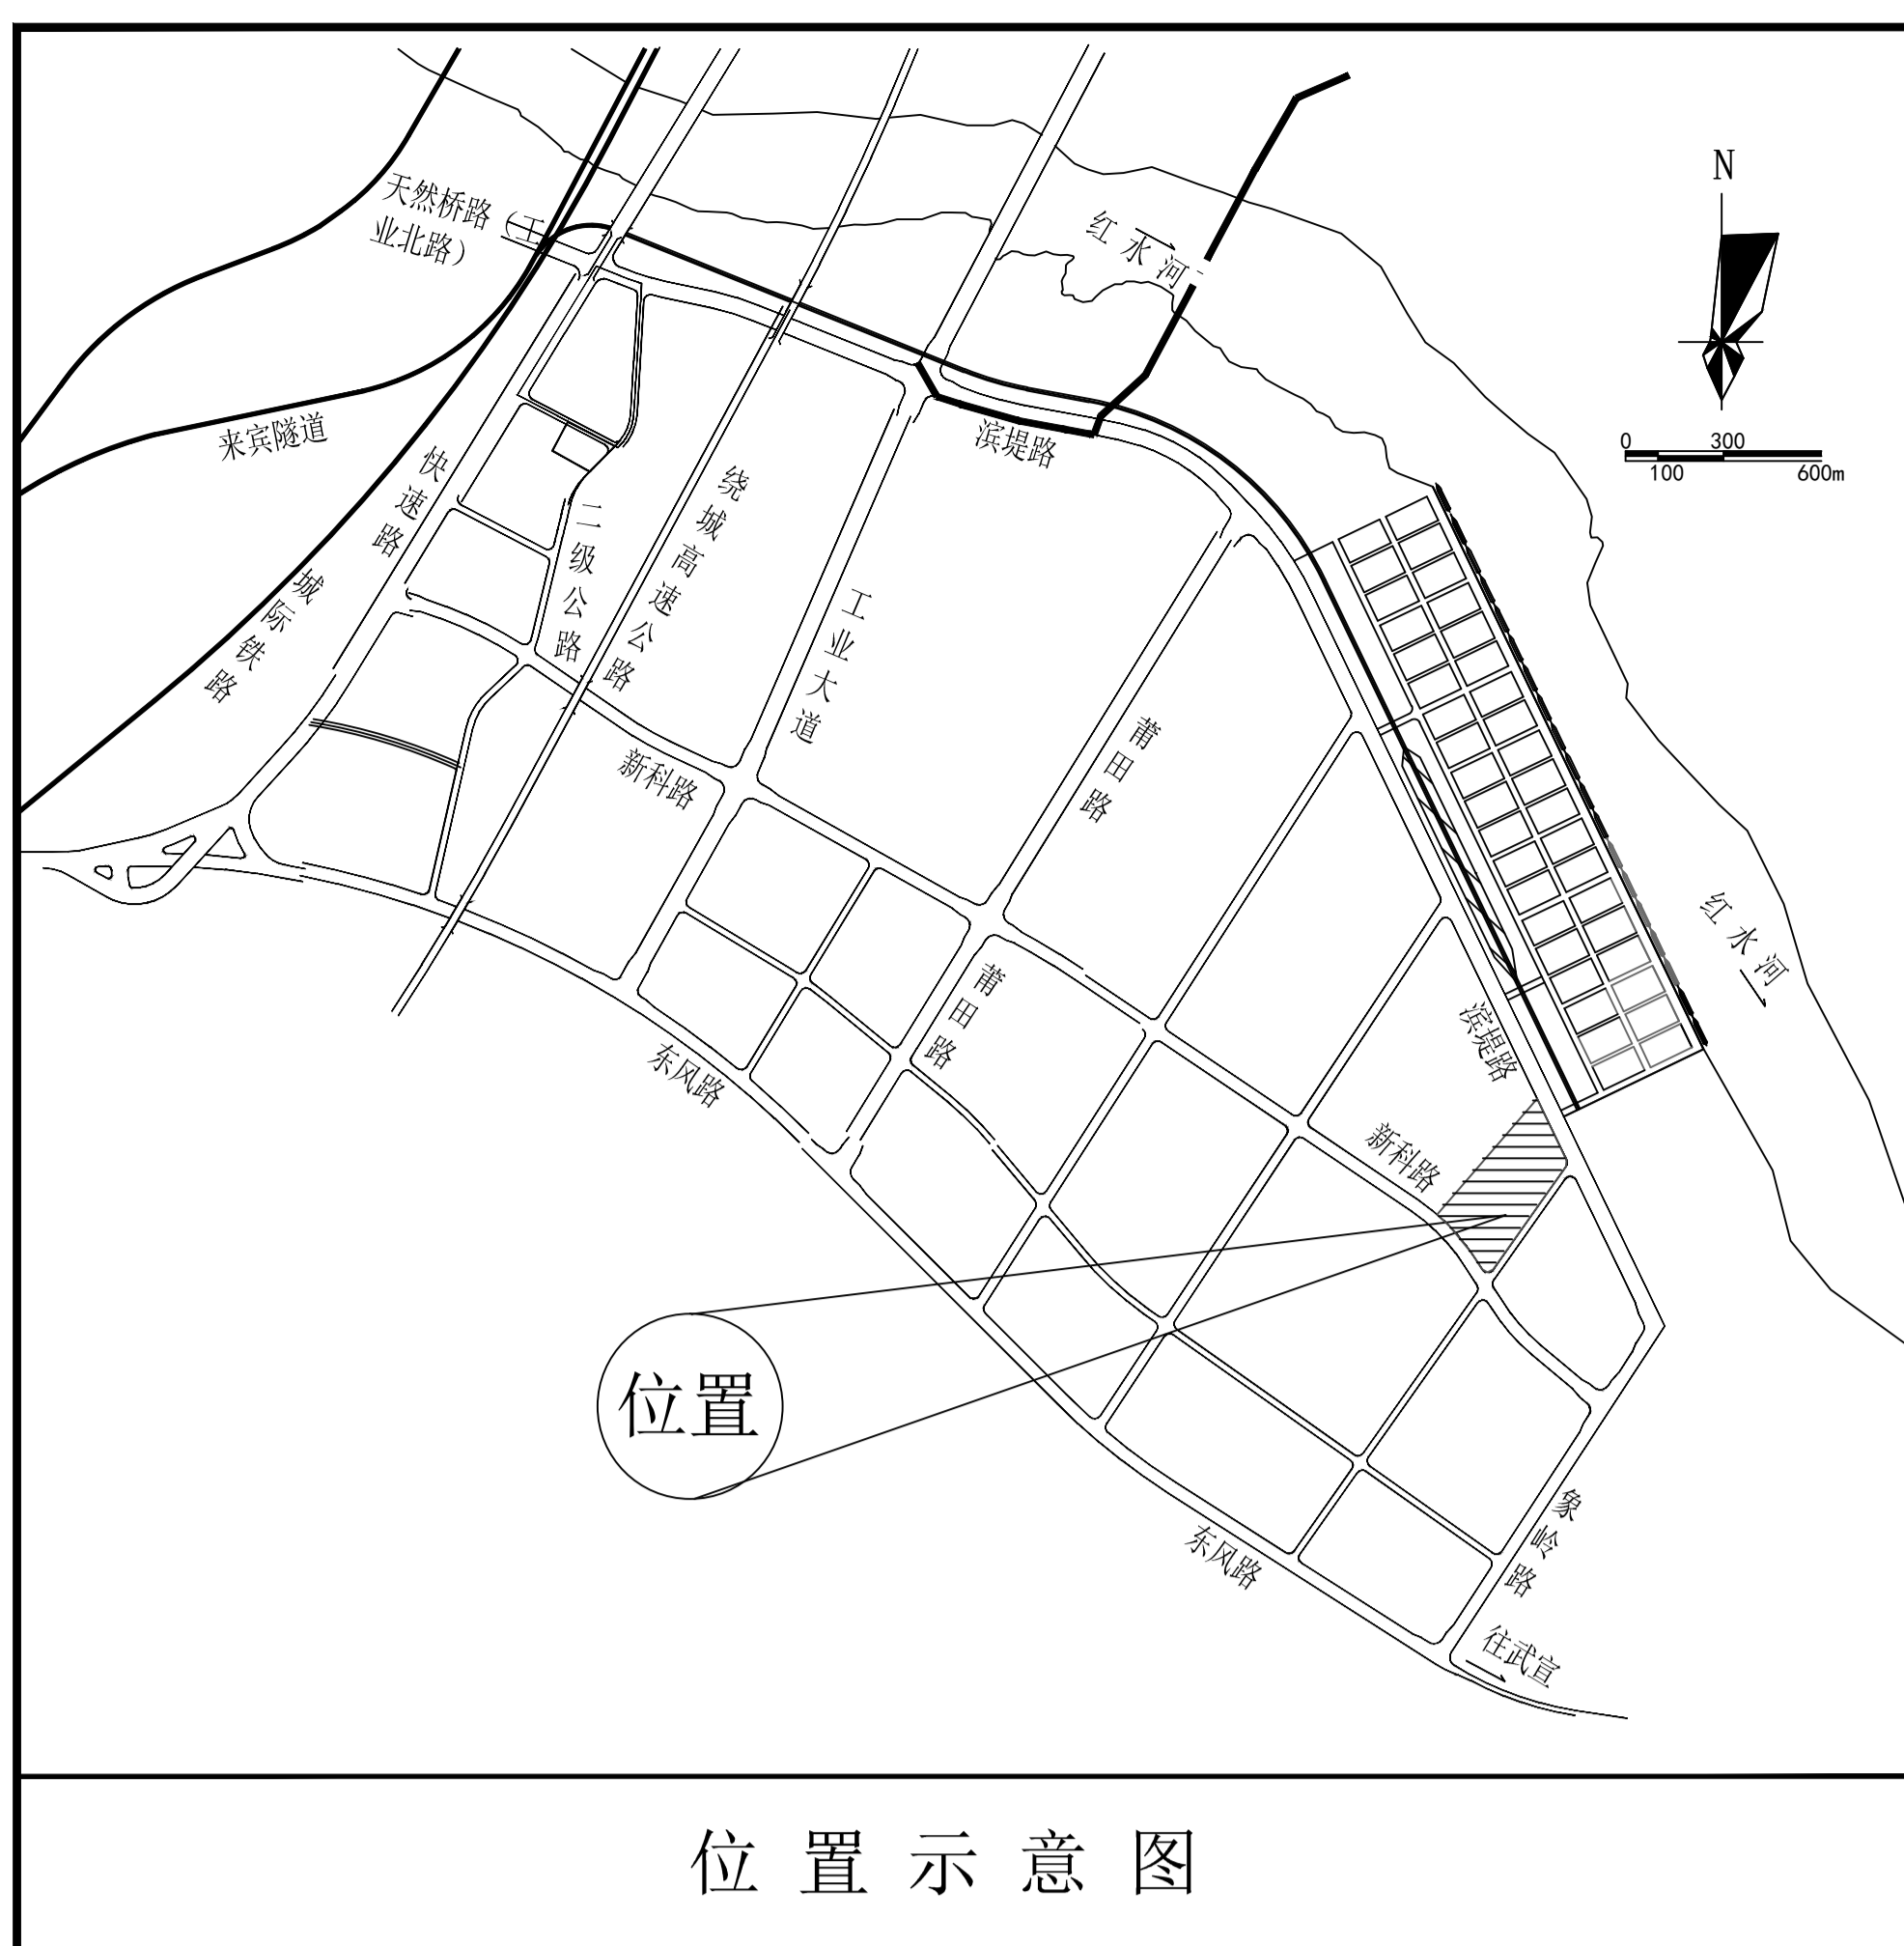 N
天然桥路（工
业北路）
红水河
0 300
100 600m
来宾隧道
滨堤路
快速路
绕城高速公路
二级公路
城际铁路
工业大道
莆田路
新科路
红水河
莆田路
滨堤路
东风路
新科路
位置
象岭路
东风路
往武宣
位置示意图